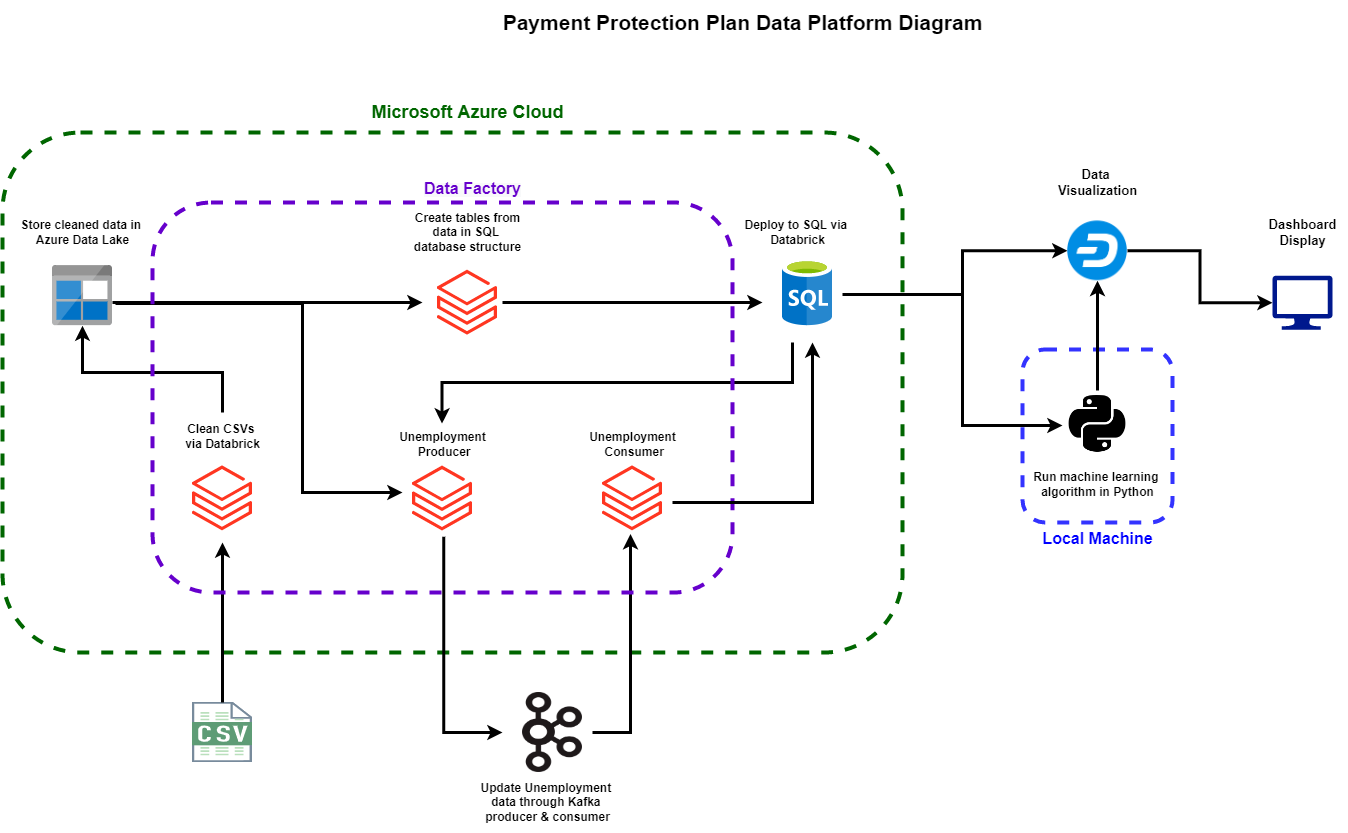 Payment Protection Plan Data Platform Diagram
Microsoft Azure Cloud
Data Factory
Store cleaned data in
Azure Data Lake
Create tables from
data in SQL
database structure
Deploy to SQL via
Databrick
SQL
Data
Visualization
Dashboard
Display
Clean CSVs
via Databrick
Unemployment
Producer
Unemployment
Consumer
Run machine learning
algorithm in Python
Local Machine
CSV
Update Unemployment
data through Kafka
producer & consumer